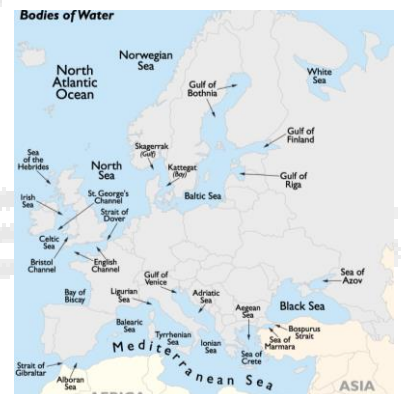 Bodies of Water
Norwegian
Sea
North
Atlantic
Ocean
White
Sea
Gulf of
Bothnia
Gulf of
Finland
Skagerrak
(Gulf)
Sea
of the
Hebrides
North
Sea
Kattegat
(Bay)
Gulf of
Riga
Irish
Sea
St. George's
Channel
Baltic Sea
Strait of
Dover
Celtic
Sea
Bristol
Channel
English
Channel
Gulf of
Venice
Sea of
Azov
Bay of
Biscay
Ligurian
Sea
Adriatic
Sea
Aegean
Sea
Black Sea
Balearic
Sea
Tyrrhenian
Sea
Ionian
Sea
Bospurus
Strait
Sea of
Marmara
Mediterranean Sea
Sea of
Crete
Strait of
Gibraltar
Alboran
Sea
AFRICA
ASIA